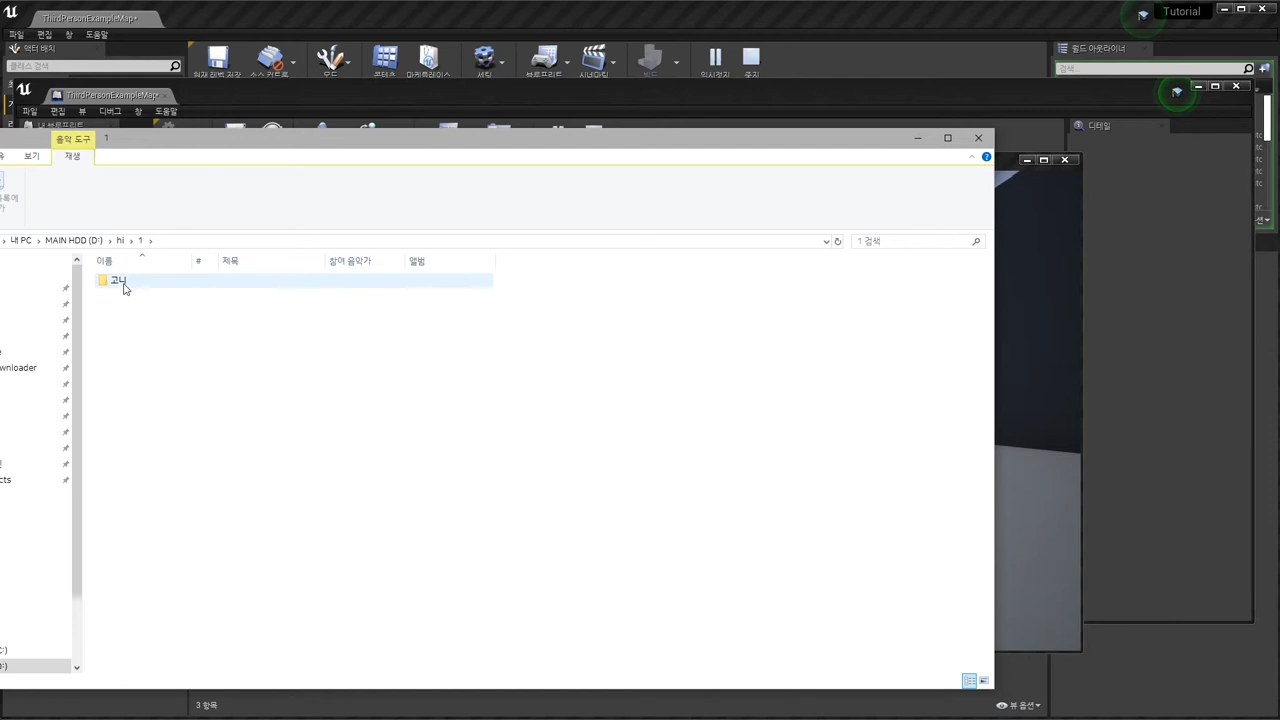 ThirdPersonExampleMap*
Tutorial
파일 편집 창 도움말
액터 배치
클래스 검색
현재 레벨 저장
소스 컨트롤
모드
콘텐츠
마켓플레이스
세팅
블루프린트
시네마틱
빌드
일시정지
중지
월드 아웃라이너
검색...
ThirdPersonExampleMap*
파일 편집 뷰 디버그 창 도움말
내 블루프린트
디테일
음악 도구
1
보기
재생
내 PC
MAIN HDD (D:)
hi
1
1 검색
이름
#
제목
참여 음악가
앨범
고니
wnloader
cts
3 항목
뷰 옵션